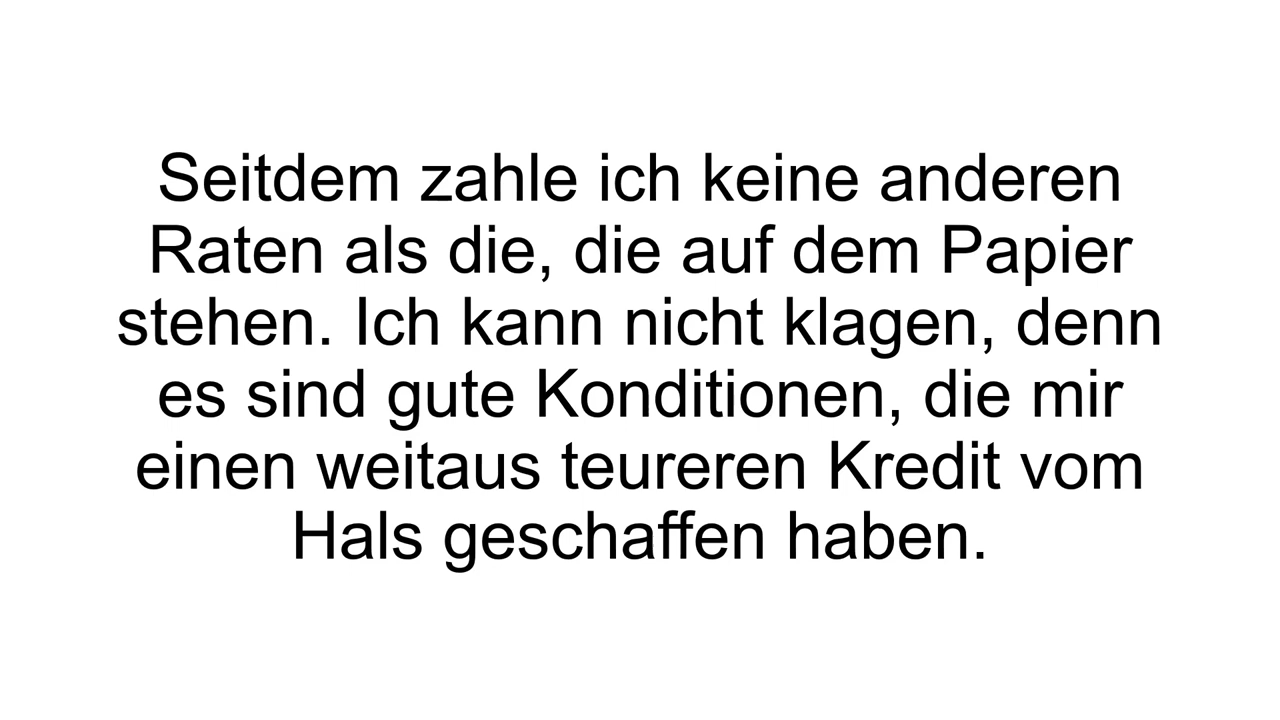 Seitdem zahle ich keine anderen
Raten als die, die auf dem Papier
stehen. Ich kann nicht klagen, denn
es sind gute Konditionen, die mir
einen weitaus teureren Kredit vom
Hals geschaffen haben.